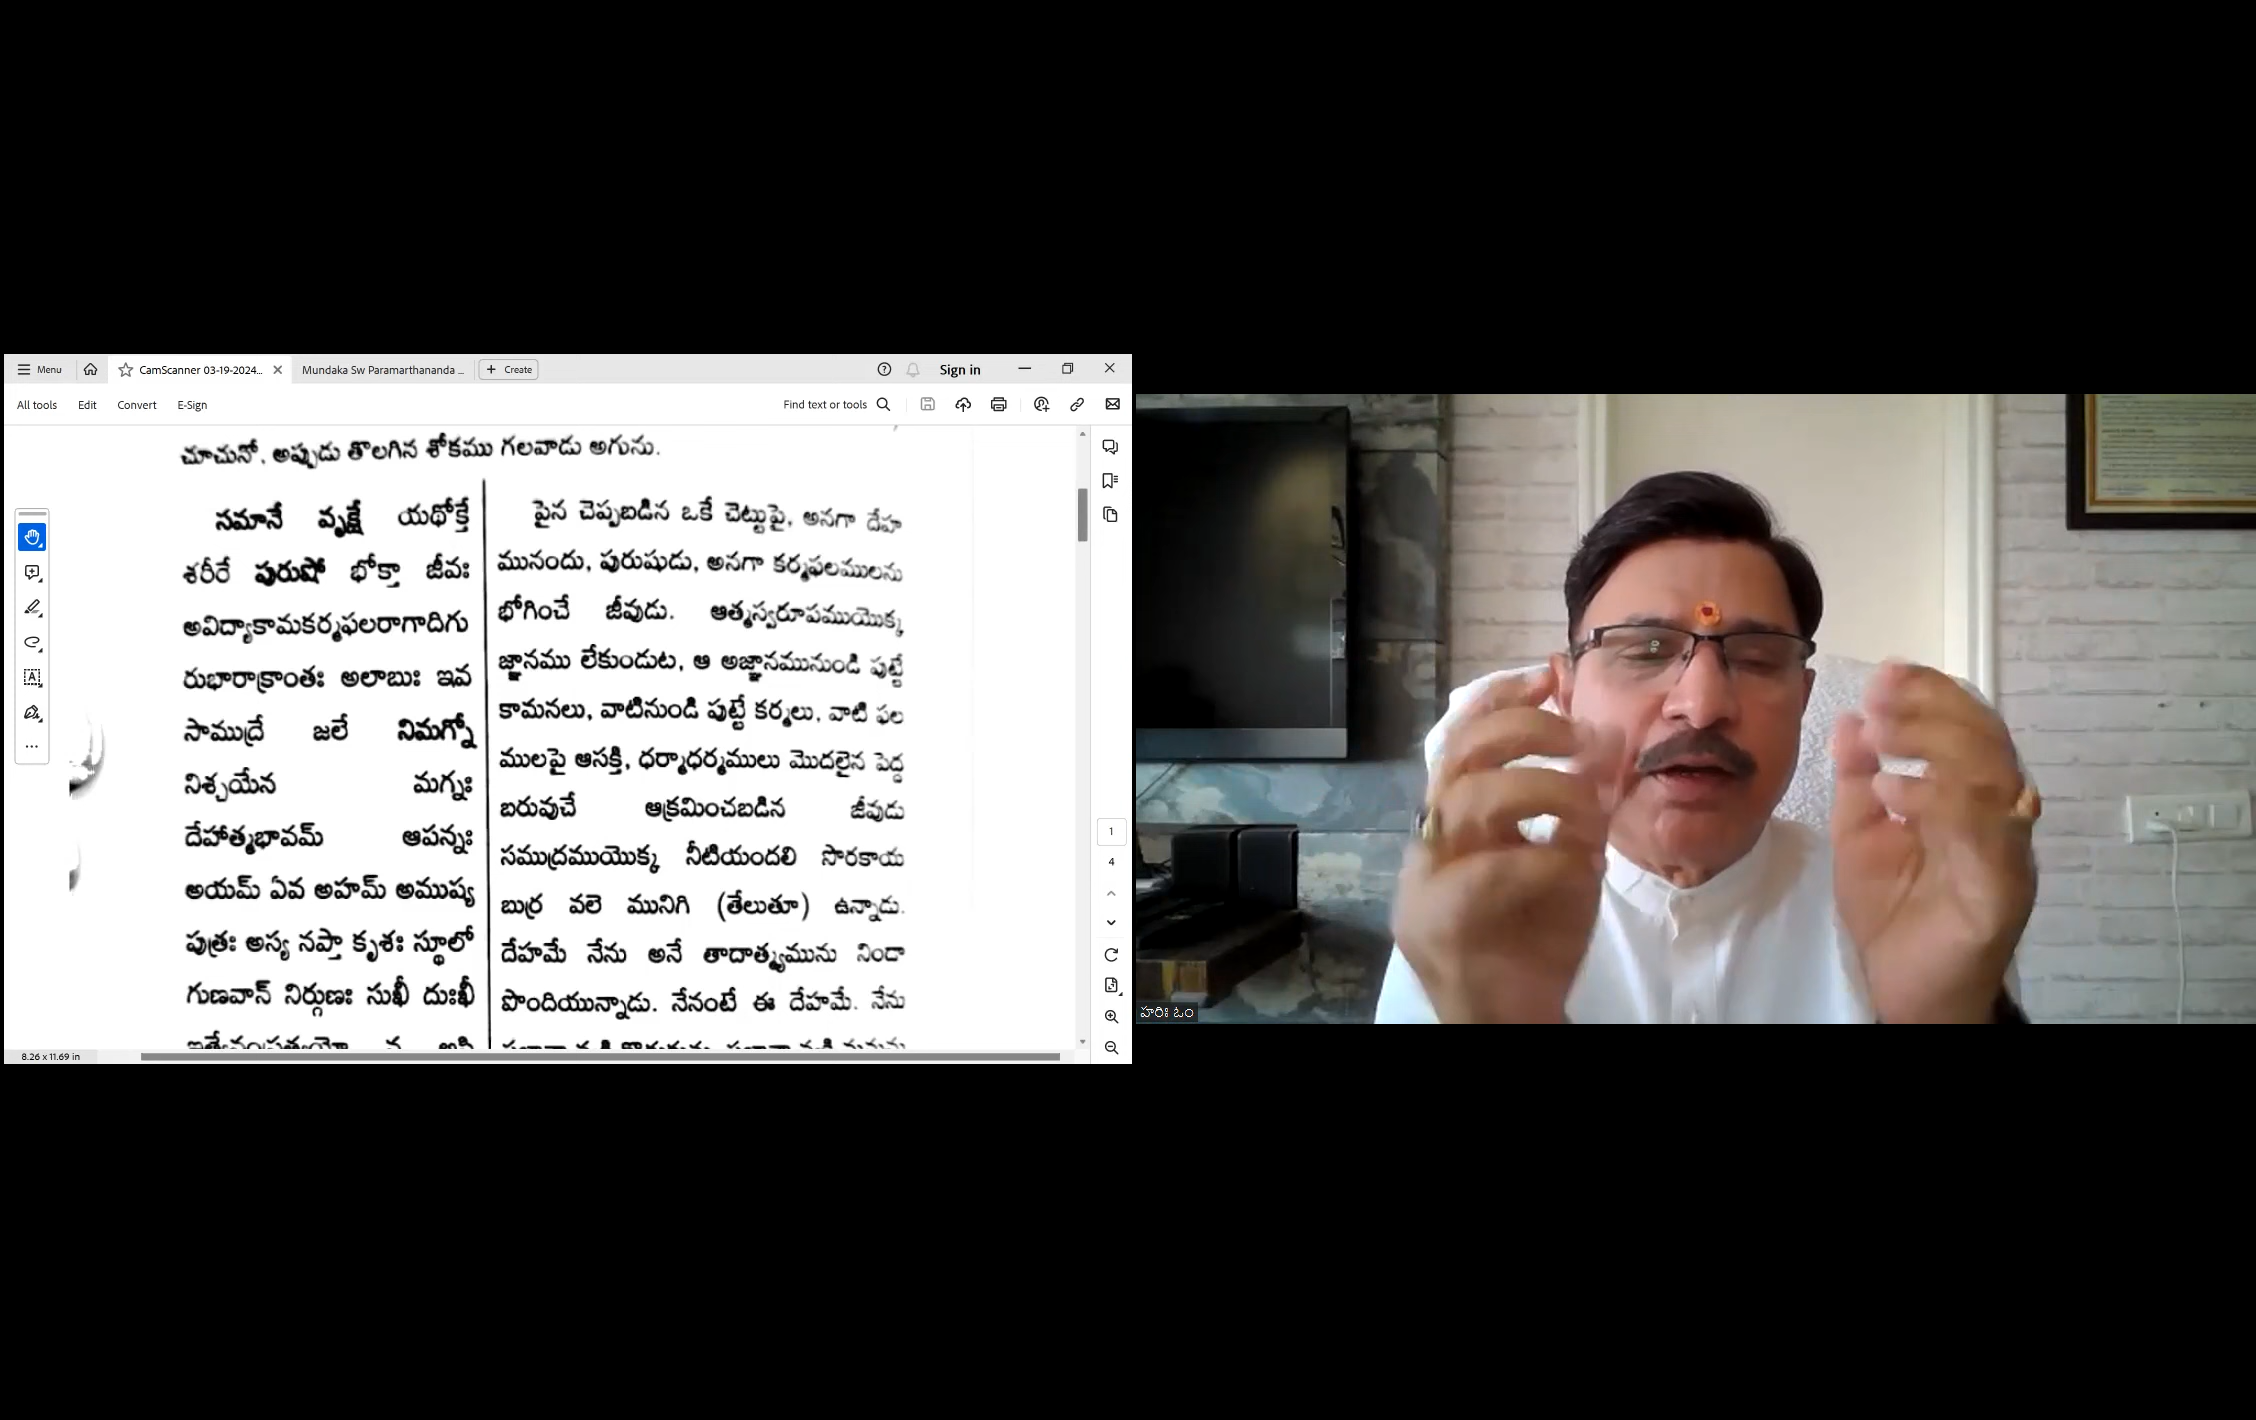 Menu
CamScanner 03-19-2024...
Mundaka Sw Paramarthananda ...
Create
Sign in
All tools
Edit
Convert
E-Sign
Find text or tools
చూచునో, అప్పుడు తొలగిన శోకము గలవాడు అగును.
సమానే వృక్షే యథోక్తే
శరీరే పురుషో భోక్తా జీవః
అవిద్యాకామకర్మఫలరాగాదిగు
రుభారాక్రాంతః అలాబుః ఇవ
సాముద్రే జలే నిమగ్నో
నిశ్చయేన మగ్నః
దేహాత్మభావమ్ ఆపన్నః
అయమ్ ఏవ అహమ్ అముష్య
పుత్రః అస్య నప్తా కృశః స్థూలో
గుణవాన్ నిర్గుణః సుఖీ దుఃఖీ
పైన చెప్పబడిన ఒకే చెట్టుపై, అనగా దేహ
మునందు, పురుషుడు, అనగా కర్మఫలములను
భోగించే జీవుడు. ఆత్మస్వరూపముయొక్క
జ్ఞానము లేకుండుట, ఆ అజ్ఞానమునుండి పుట్టే
కామనలు, వాటినుండి పుట్టే కర్మలు, వాటి ఫల
ములపై ఆసక్తి, ధర్మాధర్మములు మొదలైన పెద్ద
బరువుచే ఆక్రమించబడిన జీవుడు
సముద్రముయొక్క నీటియందలి సొరకాయ
బుర్ర వలె మునిగి (తేలుతూ) ఉన్నాడు.
దేహమే నేను అనే తాదాత్మ్యమును నిండా
పొందియున్నాడు. నేనంటే ఈ దేహమే. నేను
1
4
8.26 x 11.69 in
హరిః ఓం